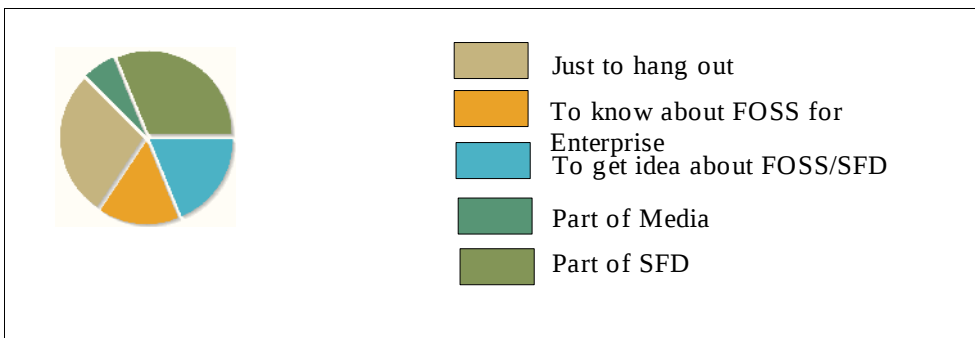 Just to hang out
To know about FOSS for
Enterprise
To get idea about FOSS/SFD
Part of Media
Part of SFD